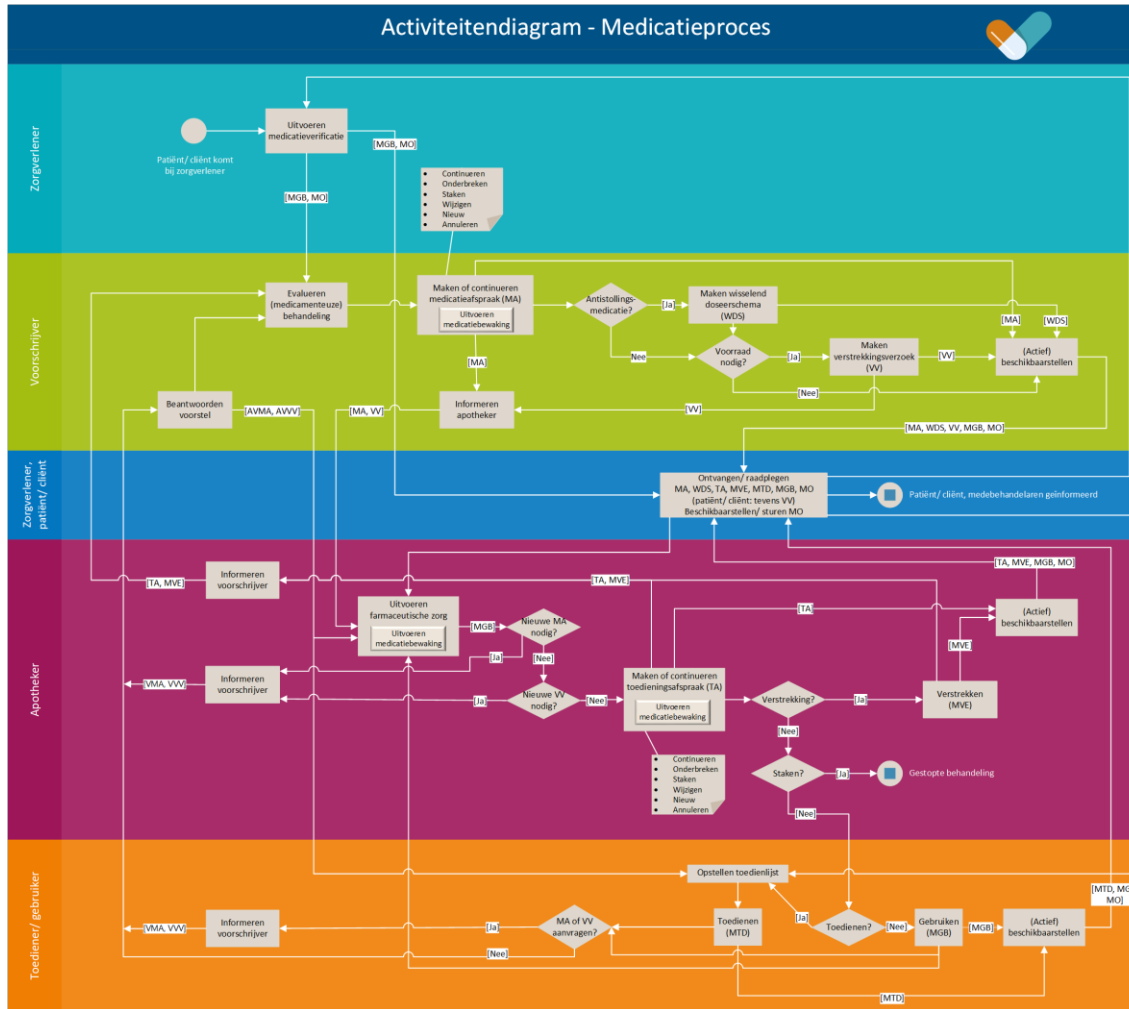 Activiteitendiagram - Medicatieproces
Zorgverlener
Patiënt/ cliënt komt
bij zorgverlener
Uitvoeren
medicatieverificatie
[MGB, MO]
[MGB, MO]
• Continueren
• Onderbreken
• Staken
• Wijzigen
• Nieuw
• Annuleren
Voorschrijver
Evalueren
(medicamenteuze)
behandeling
Maken of continueren
medicatieafspraak (MA)
Uitvoeren
medicatiebewaking
Antistollings-
medicatie?
[Ja]
Maken wisselend
doseerschema
(WDS)
[MA]
[WDS]
Nee
Voorraad
nodig?
[Ja]
Maken
verstrekkingsverzoek
(VV)
[VV]
(Actief)
beschikbaarstellen
[MA]
[Nee]
Beantwoorden
voorstel
[AVMA, AVVV]
[MA, VV]
Informeren
apotheker
[VV]
[MA, WDS, VV, MGB, MO]
Zorgverlener,
patiënt/ cliënt
Ontvangen/ raadplegen
MA, WDS, TA, MVE, MTD, MGB, MO
(patiënt/ cliënt: tevens VV)
Beschikbaarstellen/ sturen MO
Patiënt/ cliënt, medebehandelaren geïnformeerd
Apotheker
[TA, MVE]
Informeren
voorschrijver
[TA, MVE]
[TA, MVE, MGB, MO]
Uitvoeren
farmaceutische zorg
Uitvoeren
medicatiebewaking
[MGB]
Nieuwe MA
nodig?
[TA]
(Actief)
beschikbaarstellen
[Ja]
[Nee]
[MVE]
[VMA, VVV]
Informeren
voorschrijver
[Ja]
Nieuwe VV
nodig?
[Nee]
Maken of continueren
toedieningsafspraak (TA)
Uitvoeren
medicatiebewaking
Verstrekking?
[Ja]
Verstrekken
(MVE)
[Nee]
• Continueren
• Onderbreken
• Staken
• Wijzigen
• Nieuw
• Annuleren
Staken?
[Ja]
Gestopte behandeling
[Nee]
Toediener/ gebruiker
Opstellen toedienlijst
[MTD, MG
MO]
[VMA, VVV]
Informeren
voorschrijver
[Ja]
MA of VV
aanvragen?
Toedienen
(MTD)
[Ja]
Toedienen?
[Nee]
Gebruiken
(MGB)
[MGB]
(Actief)
beschikbaarstellen
[Nee]
[MTD]